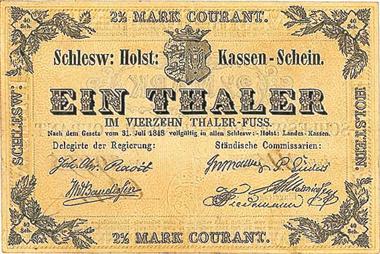 2½ MARK COURANT.
Schlesw: Holst: Kassen-Schein.
EIN THALER
IM VIERZEHN THALER-FUSS.
Nach dem Gesetz vom 31. Juli 1848 vollgültig in allen Schlesw:-Holst: Landes-Kassen.
Delegirte der Regierung: Ständische Commissarien:
SCHLESW:
HOLSTEIN.
2½ MARK COURANT.